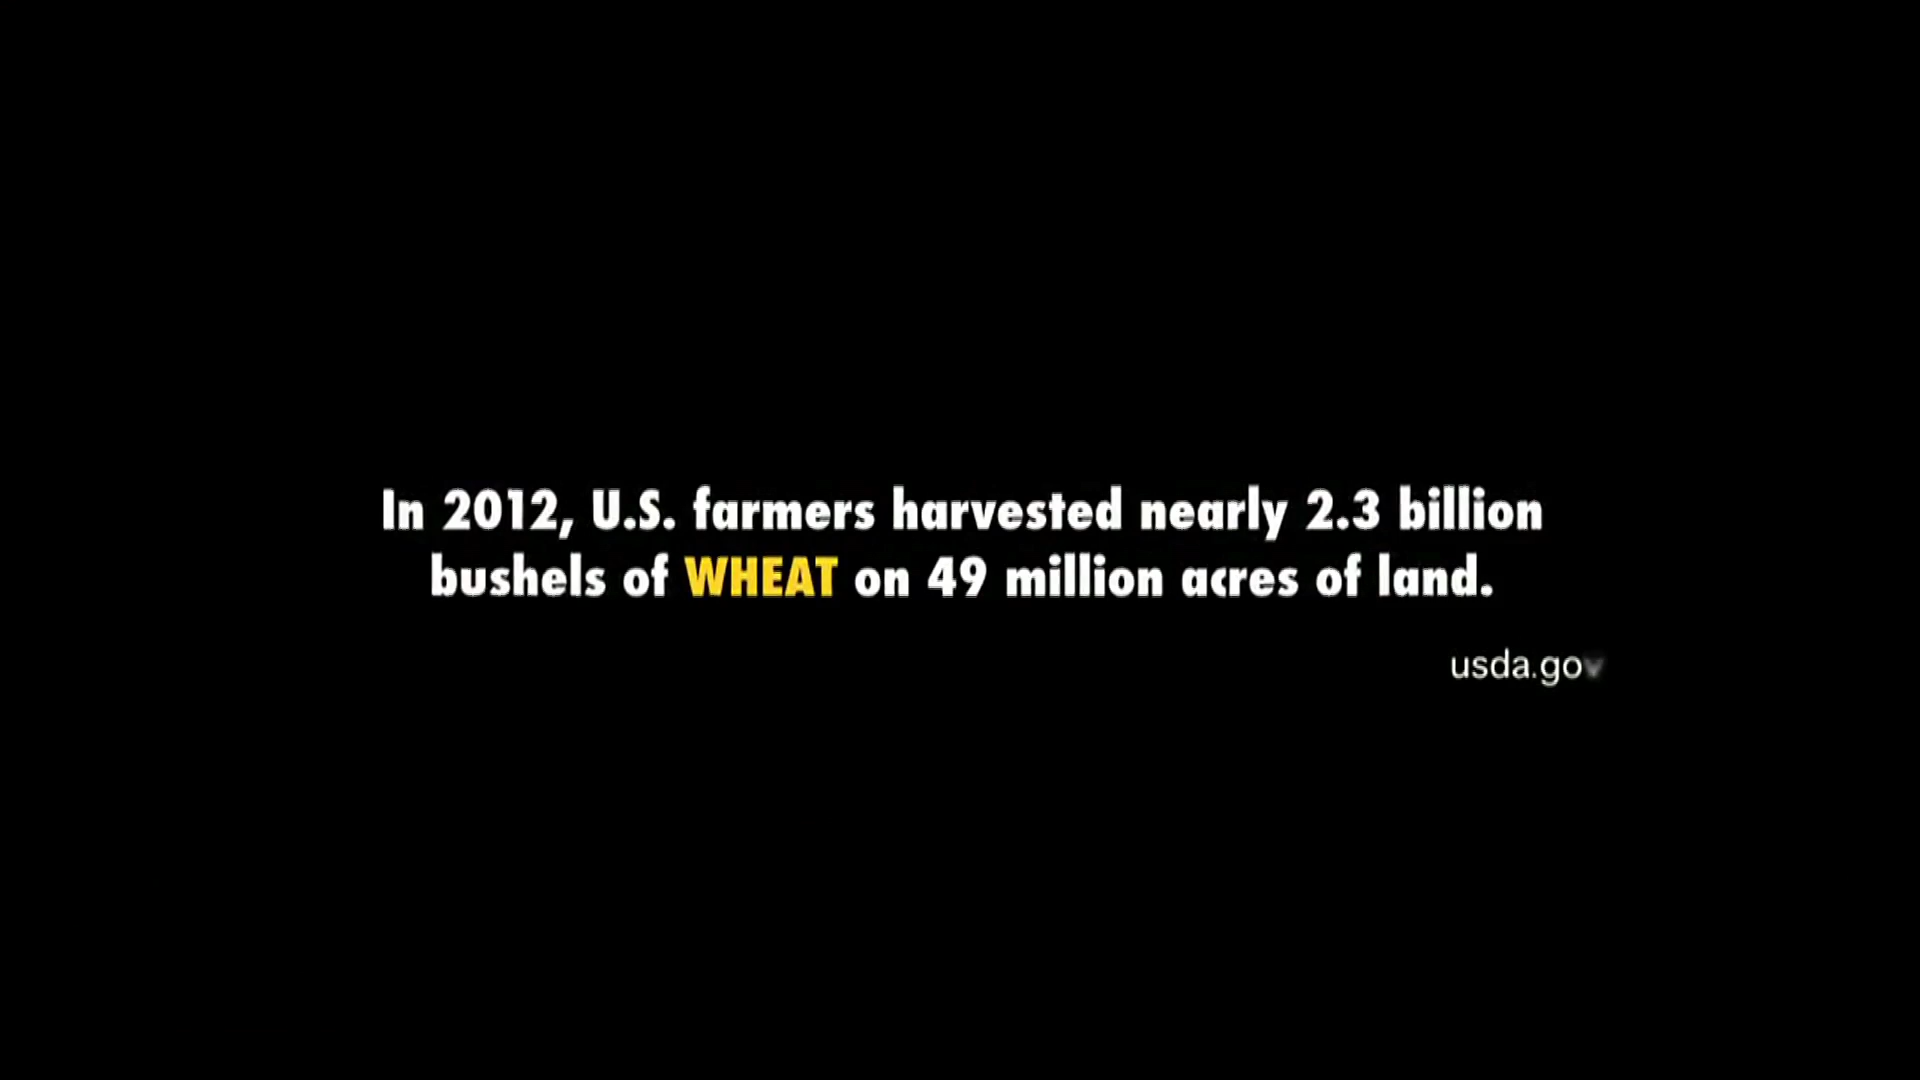 In 2012, U.S. farmers harvested nearly 2.3 billion
bushels of WHEAT on 49 million acres of land.
usda.gov